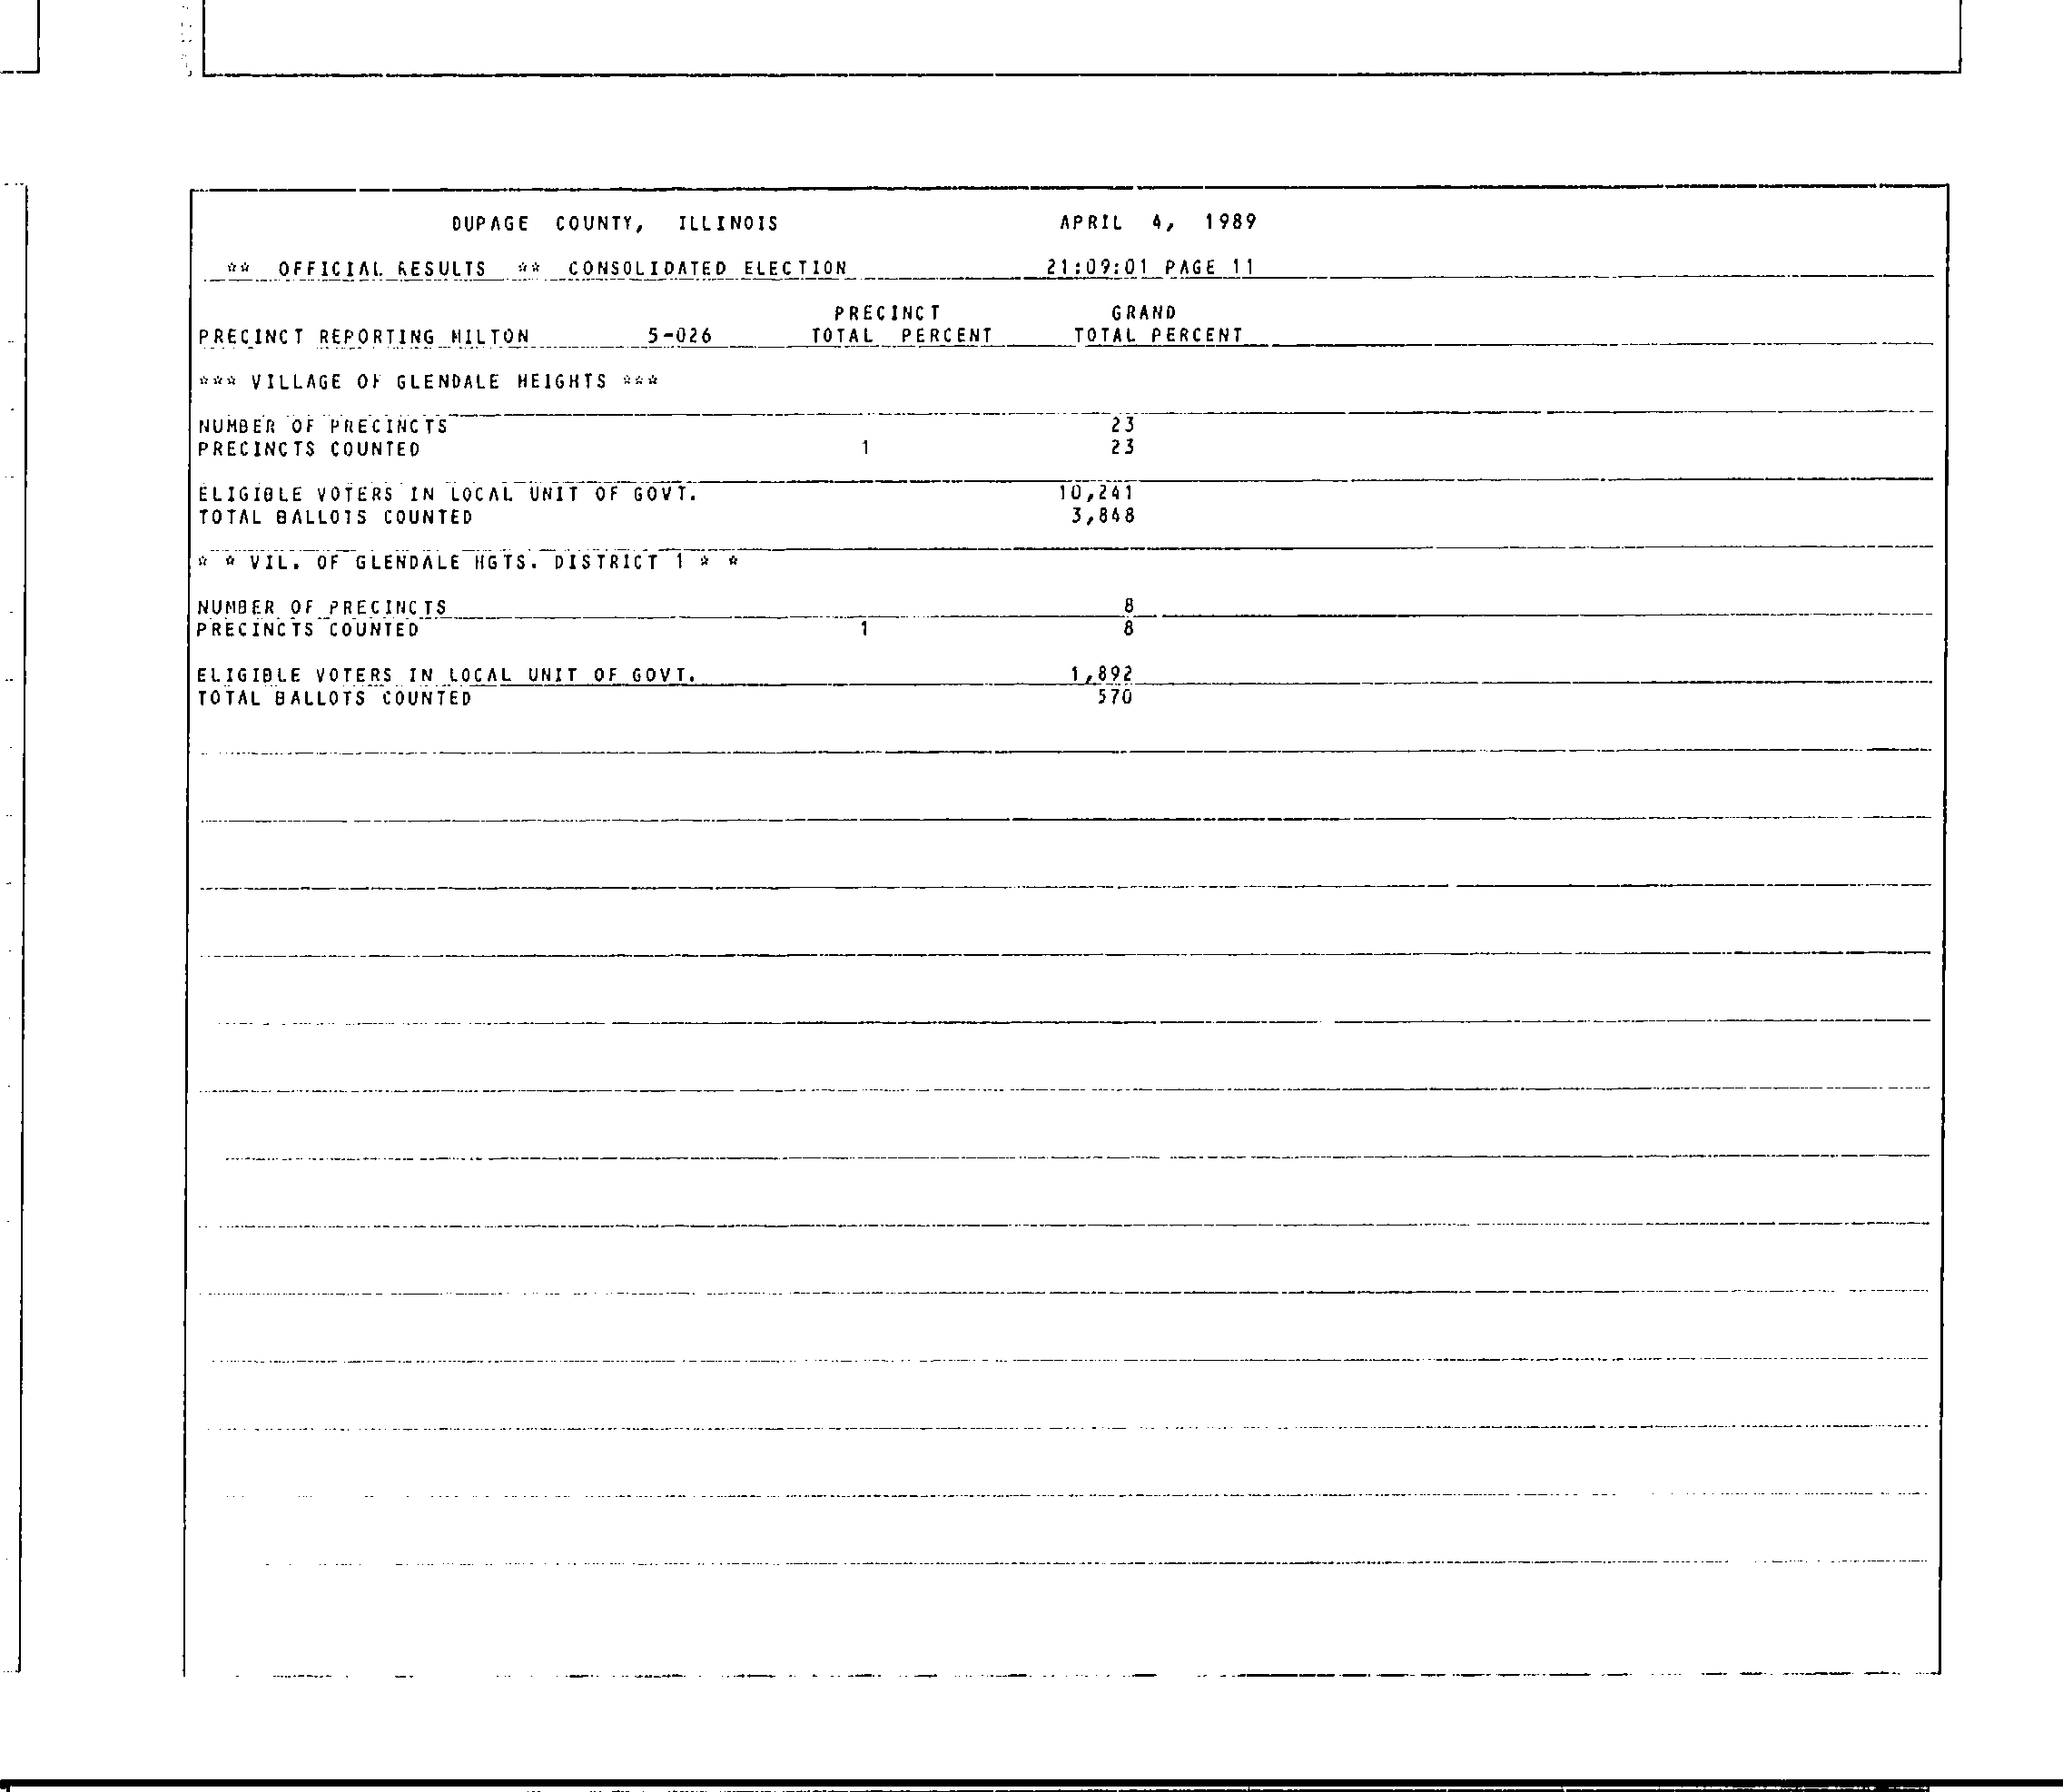 DUPAGE COUNTY, ILLINOIS APRIL 4, 1989
** OFFICIAL RESULTS ** CONSOLIDATED ELECTION 21:09:01 PAGE 11
PRECINCT GRAND
PRECINCT REPORTING MILTON 5-026 TOTAL PERCENT TOTAL PERCENT
*** VILLAGE OF GLENDALE HEIGHTS ***
NUMBER OF PRECINCTS 23
PRECINCTS COUNTED 1 23
ELIGIBLE VOTERS IN LOCAL UNIT OF GOVT. 10,241
TOTAL BALLOTS COUNTED 3,848
* * VIL. OF GLENDALE HGTS. DISTRICT 1 * *
NUMBER OF PRECINCTS 8
PRECINCTS COUNTED 1 8
ELIGIBLE VOTERS IN LOCAL UNIT OF GOVT. 1,892
TOTAL BALLOTS COUNTED 570